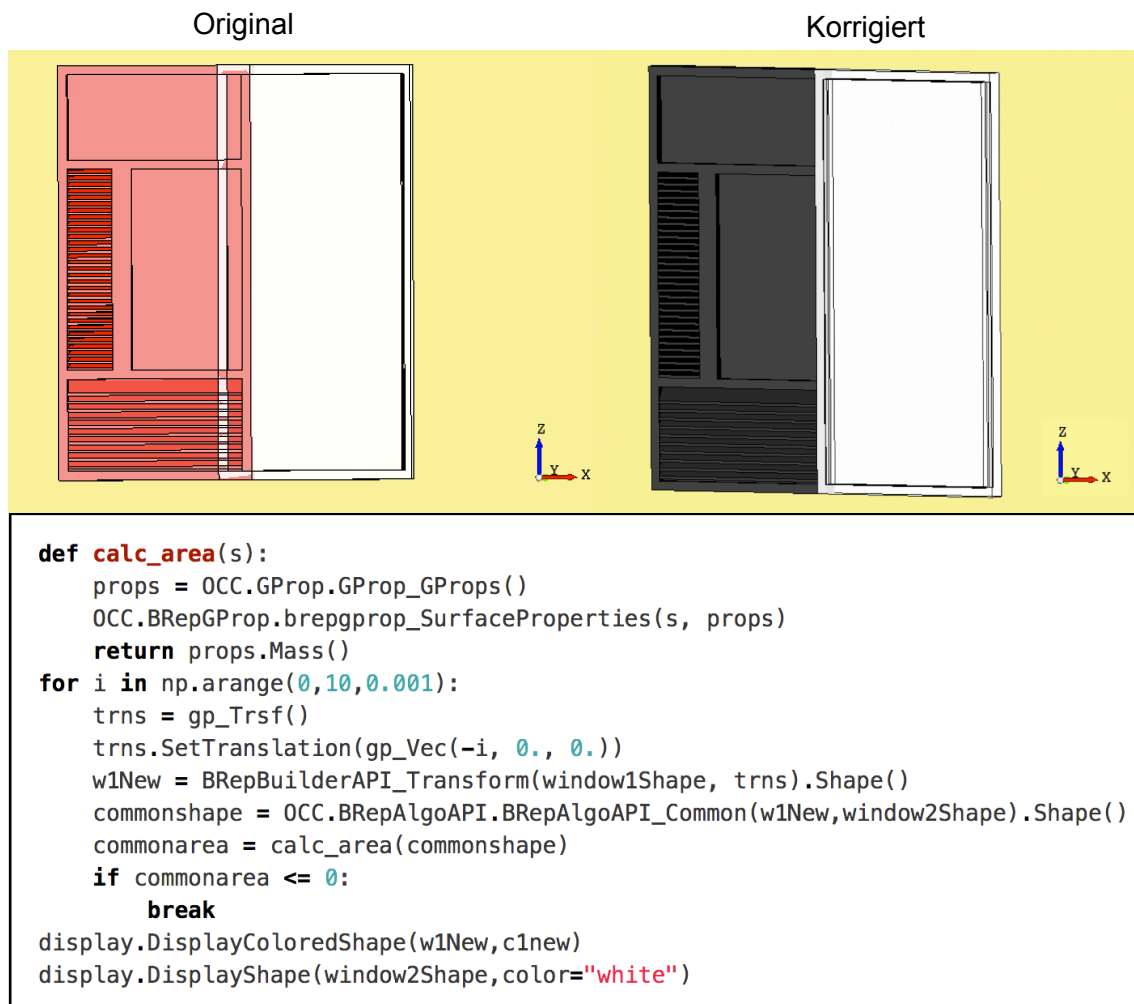 Original
Korrigiert
Z
Y
X
Z
Y
X
def calc_area(s):
    props = OCC.GProp.GProp_GProps()
    OCC.BRepGProp.brepgprop_SurfaceProperties(s, props)
    return props.Mass()
for i in np.arange(0,10,0.001):
    trns = gp_Trsf()
    trns.SetTranslation(gp_Vec(-i, 0., 0.))
    w1New = BRepBuilderAPI_Transform(window1Shape, trns).Shape()
    commonshape = OCC.BRepAlgoAPI.BRepAlgoAPI_Common(w1New,window2Shape).Shape()
    commonarea = calc_area(commonshape)
    if commonarea <= 0:
        break
display.DisplayColoredShape(w1New,c1new)
display.DisplayShape(window2Shape,color="white")